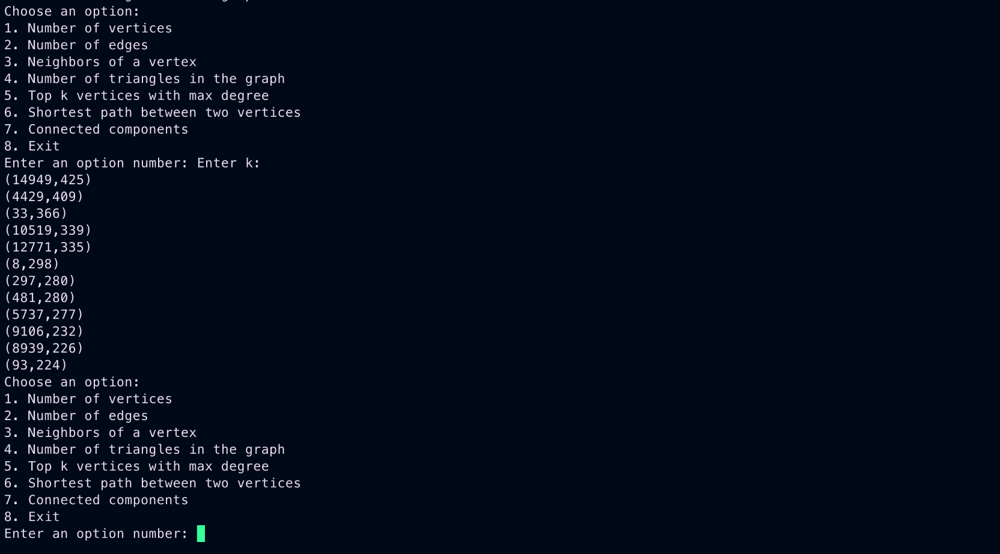 Choose an option:
1. Number of vertices
2. Number of edges
3. Neighbors of a vertex
4. Number of triangles in the graph
5. Top k vertices with max degree
6. Shortest path between two vertices
7. Connected components
8. Exit
Enter an option number: Enter k:
(14949,425)
(4429,409)
(33,366)
(10519,339)
(12771,335)
(8,298)
(297,280)
(481,280)
(5737,277)
(9106,232)
(8939,226)
(93,224)
Choose an option:
1. Number of vertices
2. Number of edges
3. Neighbors of a vertex
4. Number of triangles in the graph
5. Top k vertices with max degree
6. Shortest path between two vertices
7. Connected components
8. Exit
Enter an option number: